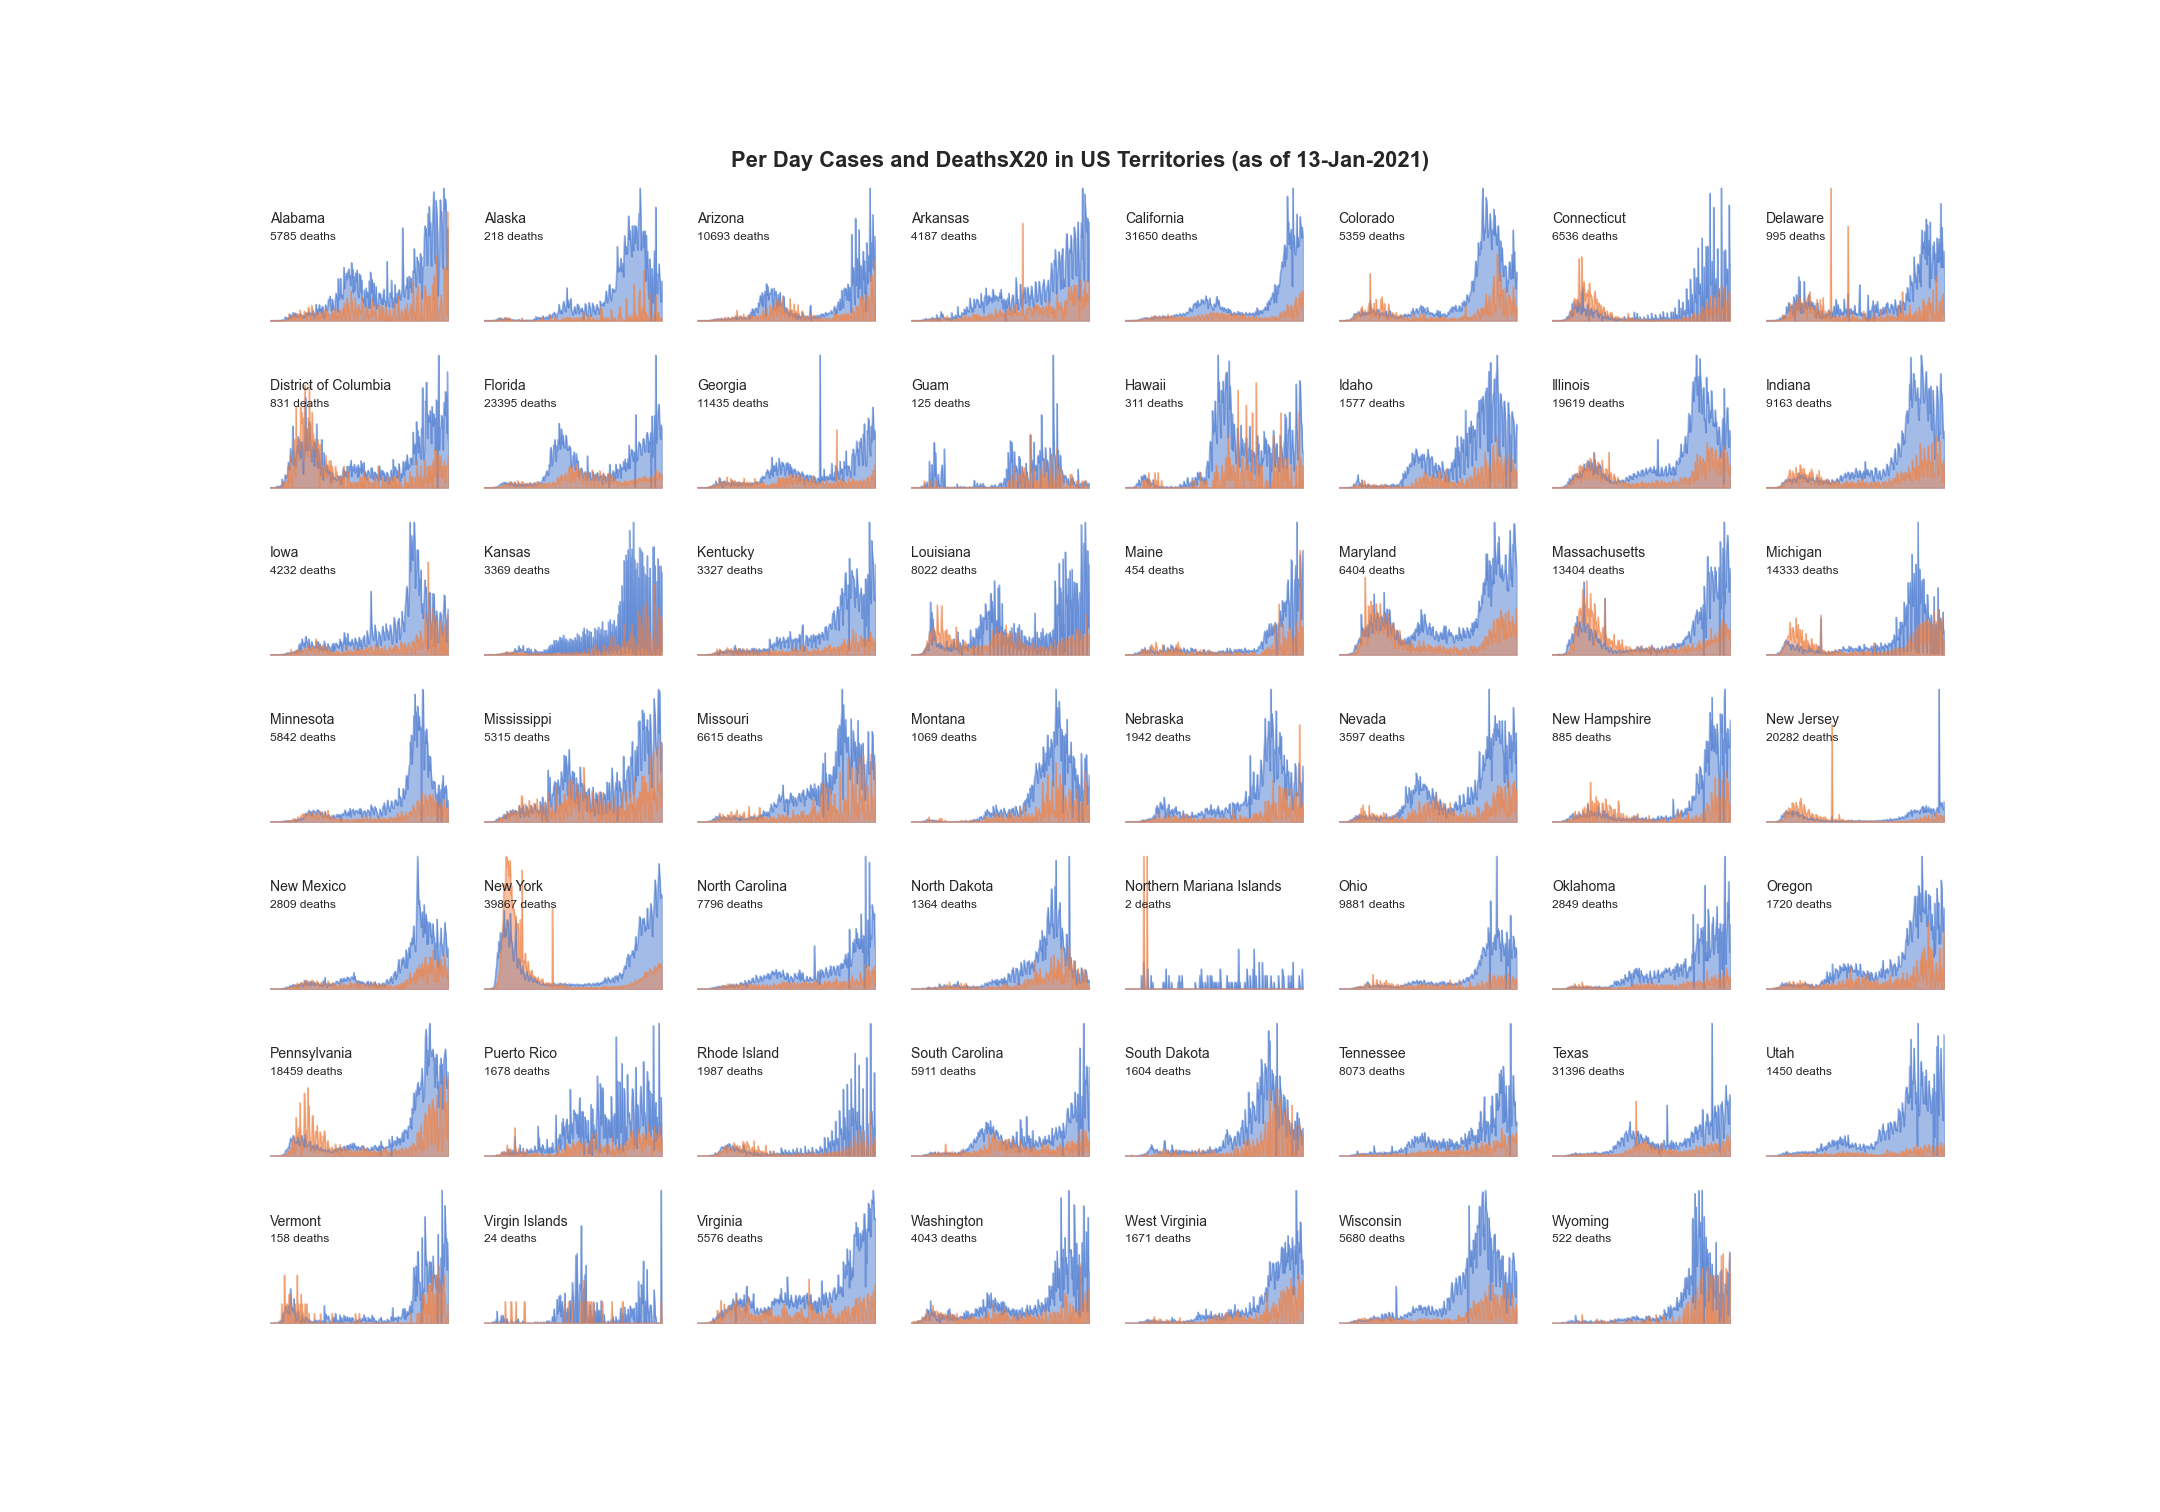 Per Day Cases and DeathsX20 in US Territories (as of 13-Jan-2021)
Alabama
5785 deaths
Alaska
218 deaths
Arizona
10693 deaths
Arkansas
4187 deaths
California
31650 deaths
Colorado
5359 deaths
Connecticut
6536 deaths
Delaware
995 deaths
District of Columbia
831 deaths
Florida
23395 deaths
Georgia
11435 deaths
Guam
125 deaths
Hawaii
311 deaths
Idaho
1577 deaths
Illinois
19619 deaths
Indiana
9163 deaths
Iowa
4232 deaths
Kansas
3369 deaths
Kentucky
3327 deaths
Louisiana
8022 deaths
Maine
454 deaths
Maryland
6404 deaths
Massachusetts
13404 deaths
Michigan
14333 deaths
Minnesota
5842 deaths
Mississippi
5315 deaths
Missouri
6615 deaths
Montana
1069 deaths
Nebraska
1942 deaths
Nevada
3597 deaths
New Hampshire
885 deaths
New Jersey
20282 deaths
New Mexico
2809 deaths
New York
39867 deaths
North Carolina
7796 deaths
North Dakota
1364 deaths
Northern Mariana Islands
2 deaths
Ohio
9881 deaths
Oklahoma
2849 deaths
Oregon
1720 deaths
Pennsylvania
18459 deaths
Puerto Rico
1678 deaths
Rhode Island
1987 deaths
South Carolina
5911 deaths
South Dakota
1604 deaths
Tennessee
8073 deaths
Texas
31396 deaths
Utah
1450 deaths
Vermont
158 deaths
Virgin Islands
24 deaths
Virginia
5576 deaths
Washington
4043 deaths
West Virginia
1671 deaths
Wisconsin
5680 deaths
Wyoming
522 deaths